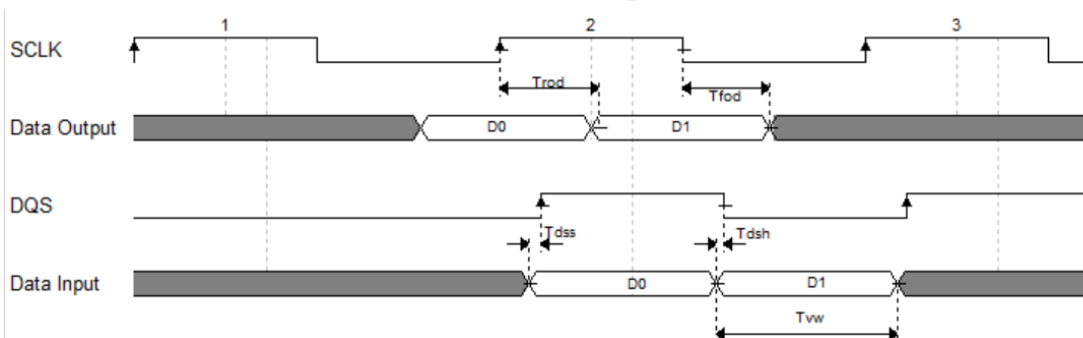 1 2 3
SCLK
Trod Tfod
Data Output D0 D1
DQS
Tdss Tdsh
Data Input D0 D1
Tvw